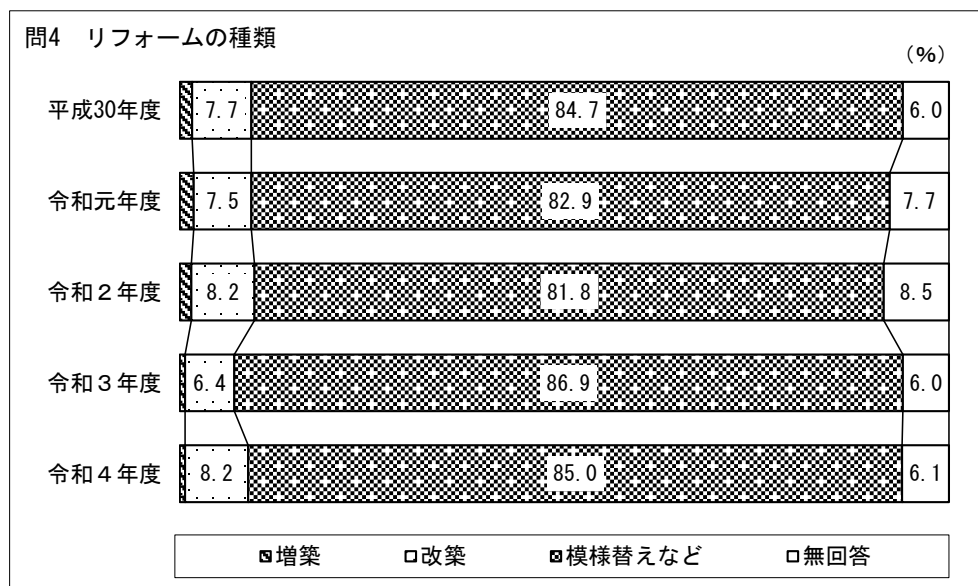 問4　リフォームの種類
（%）
平成30年度 7.7 84.7 6.0
令和元年度 7.5 82.9 7.7
令和２年度 8.2 81.8 8.5
令和３年度 6.4 86.9 6.0
令和４年度 8.2 85.0 6.1
増築 改築 模様替えなど 無回答